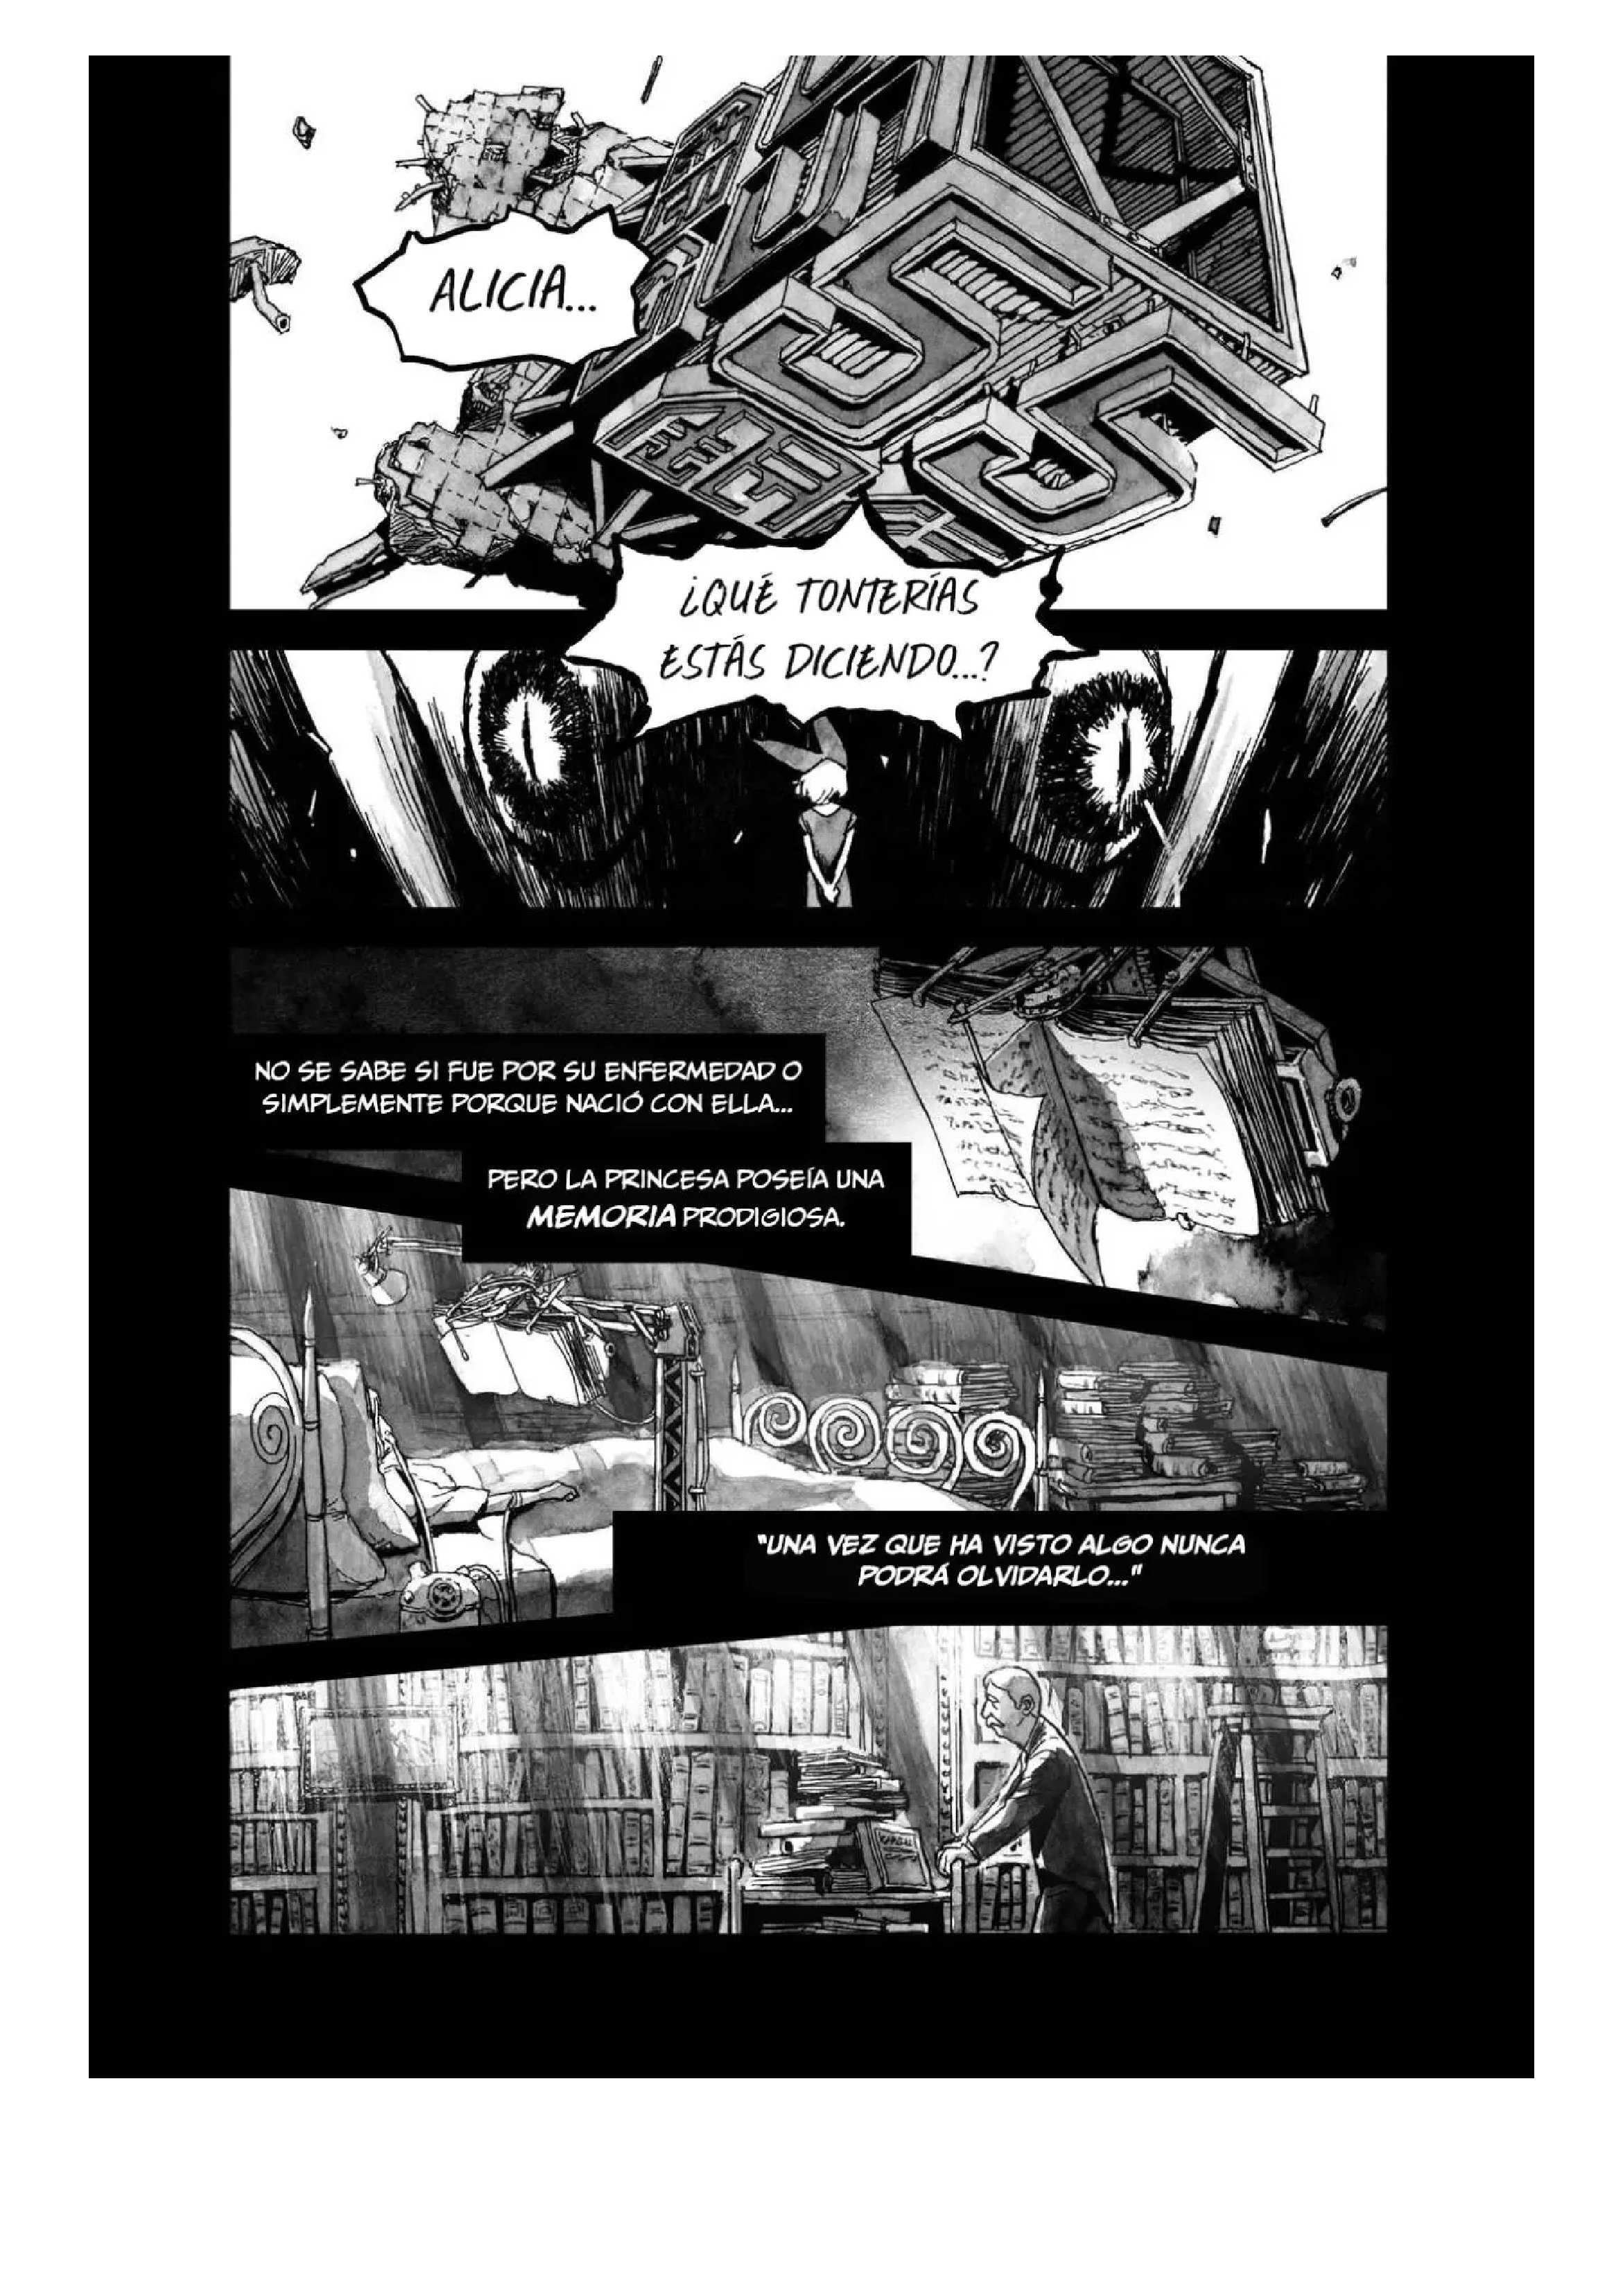 ALICIA...
¿QUÉ TONTERÍAS
ESTÁS DICIENDO...?
NO SE SABE SI FUE POR SU ENFERMEDAD O
SIMPLEMENTE PORQUE NACIÓ CON ELLA...
PERO LA PRINCESA POSEÍA UNA
MEMORIA PRODIGIOSA.
"UNA VEZ QUE HA VISTO ALGO NUNCA
PODRÁ OLVIDARLO..."